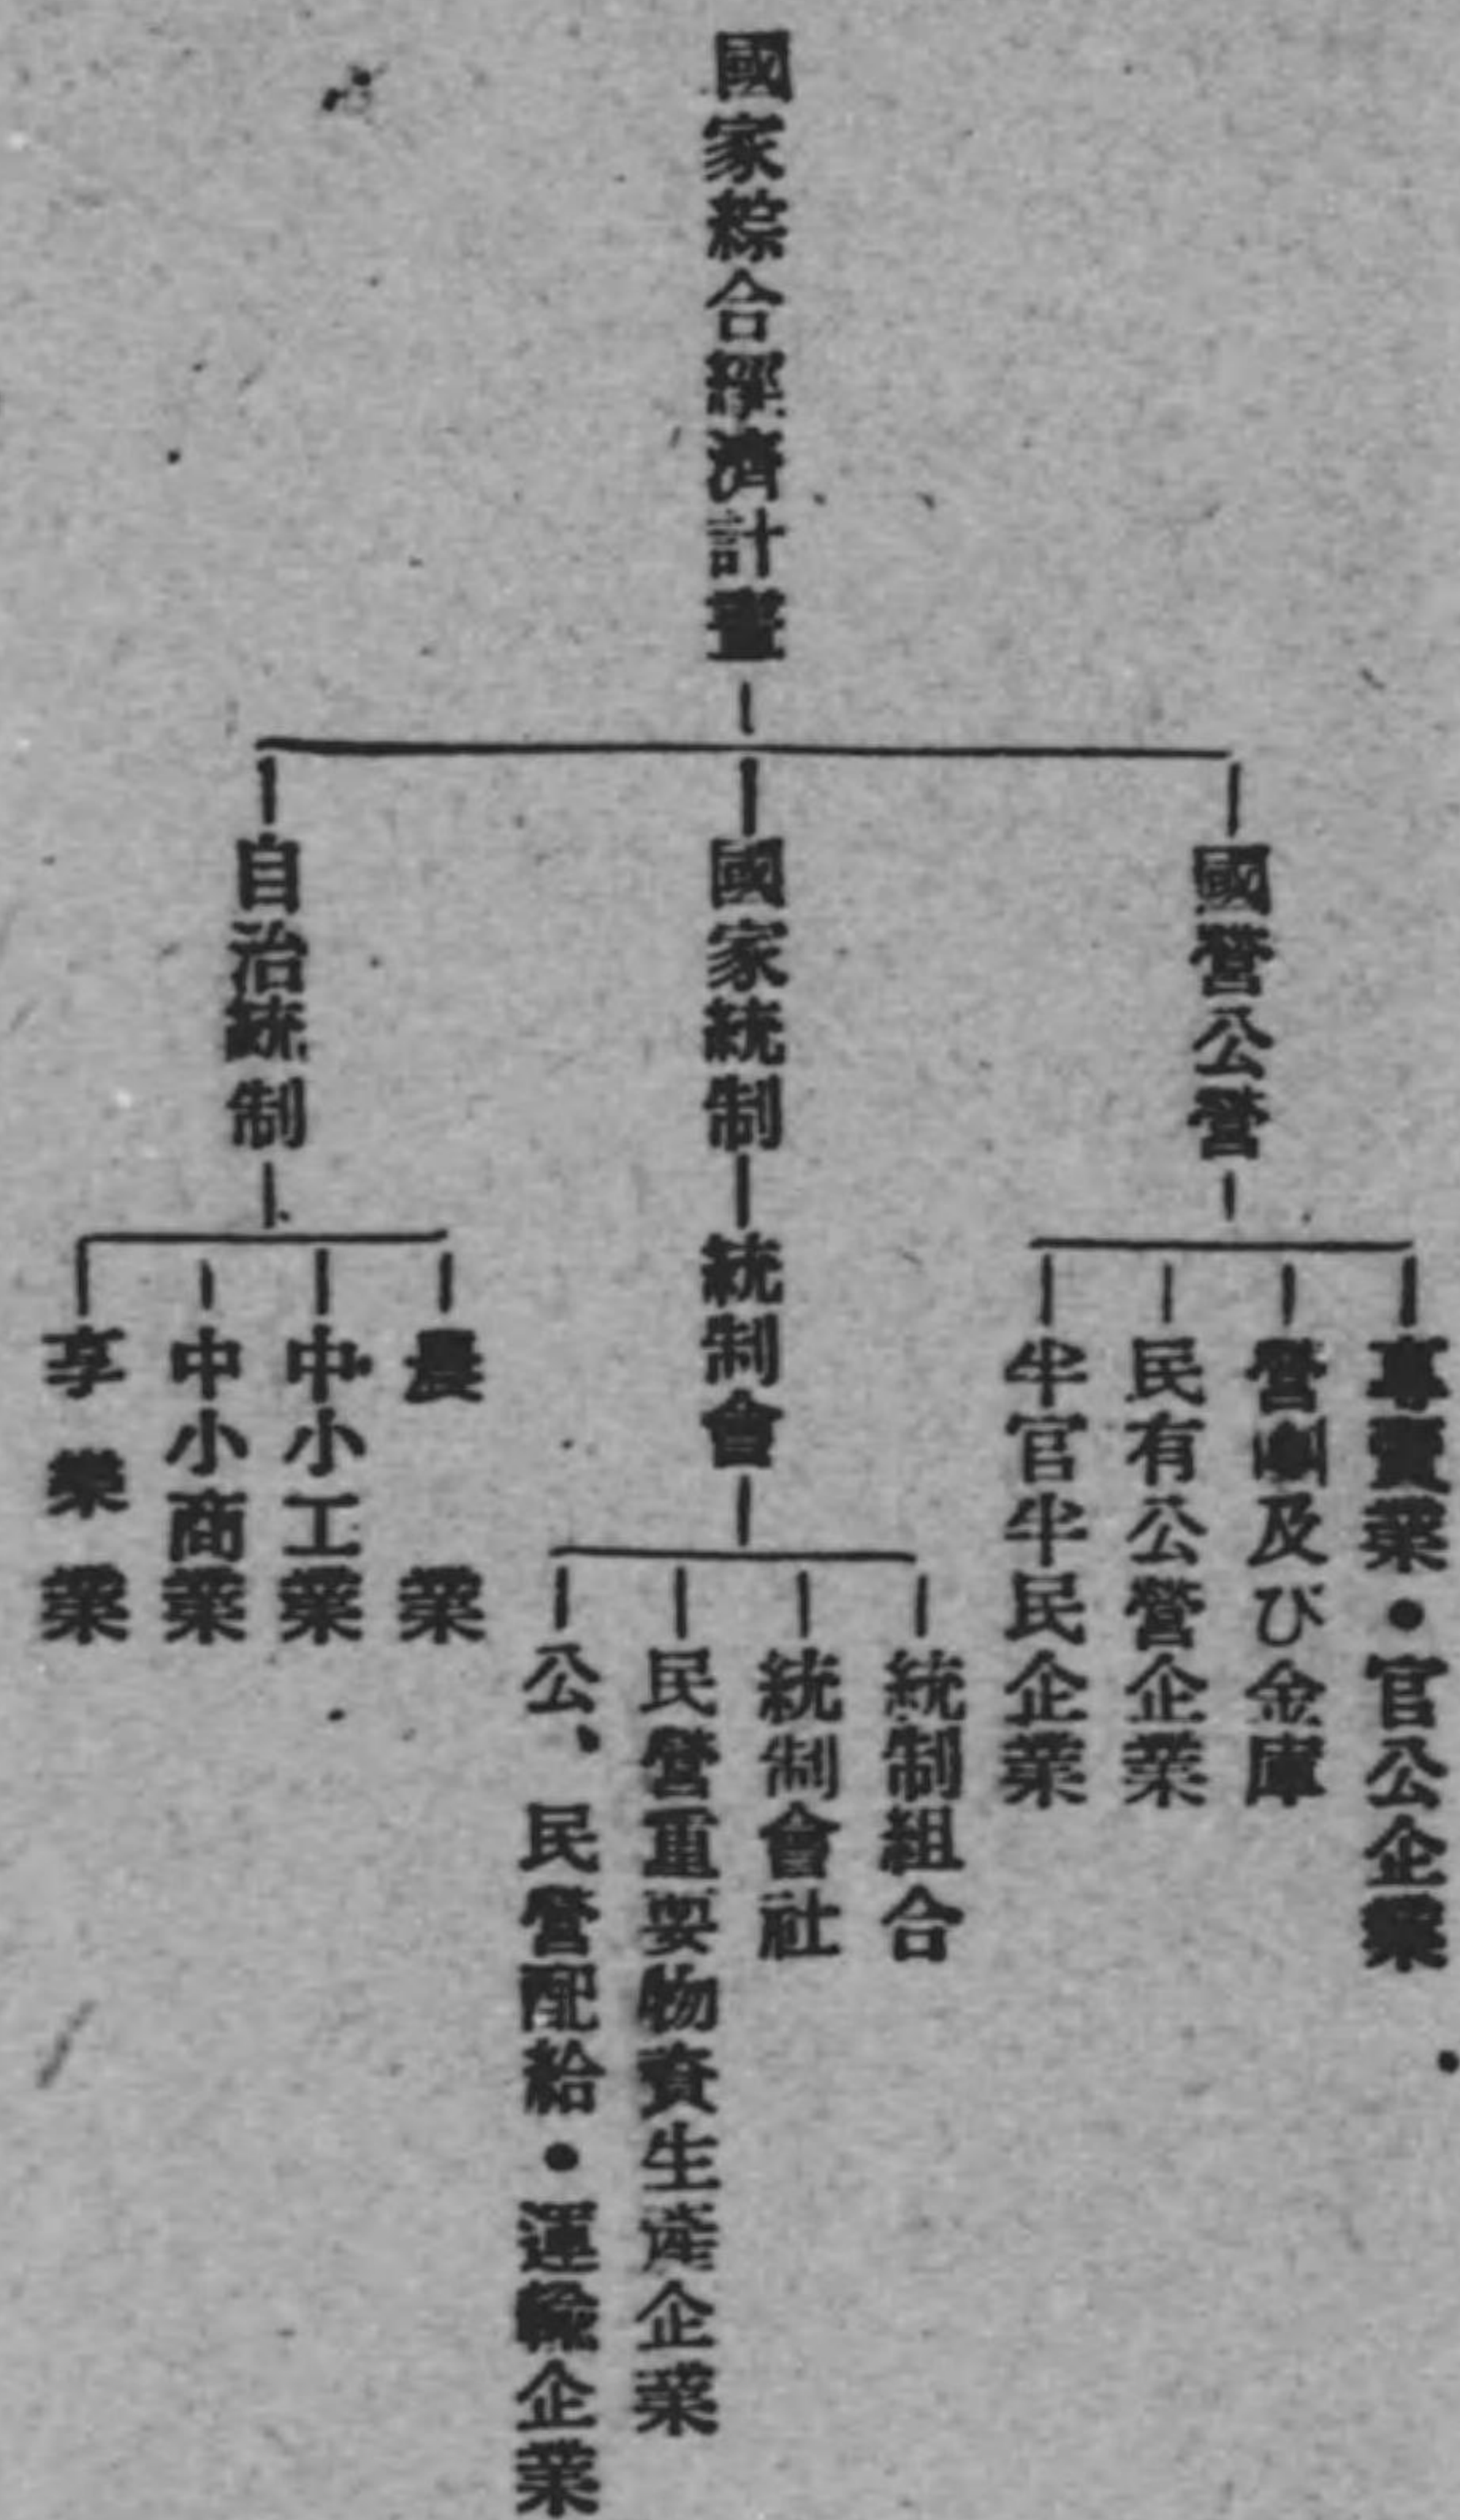 國家綜合經濟計畫
國營公營
專賣業・官公企業
營團及び金庫
民有公營企業
半官半民企業
國家統制
統制會
統制組合
統制會社
民營重要物資生產企業
公、民營配給・運輸企業
自治統制
農業
中小工業
中小商業
享樂業